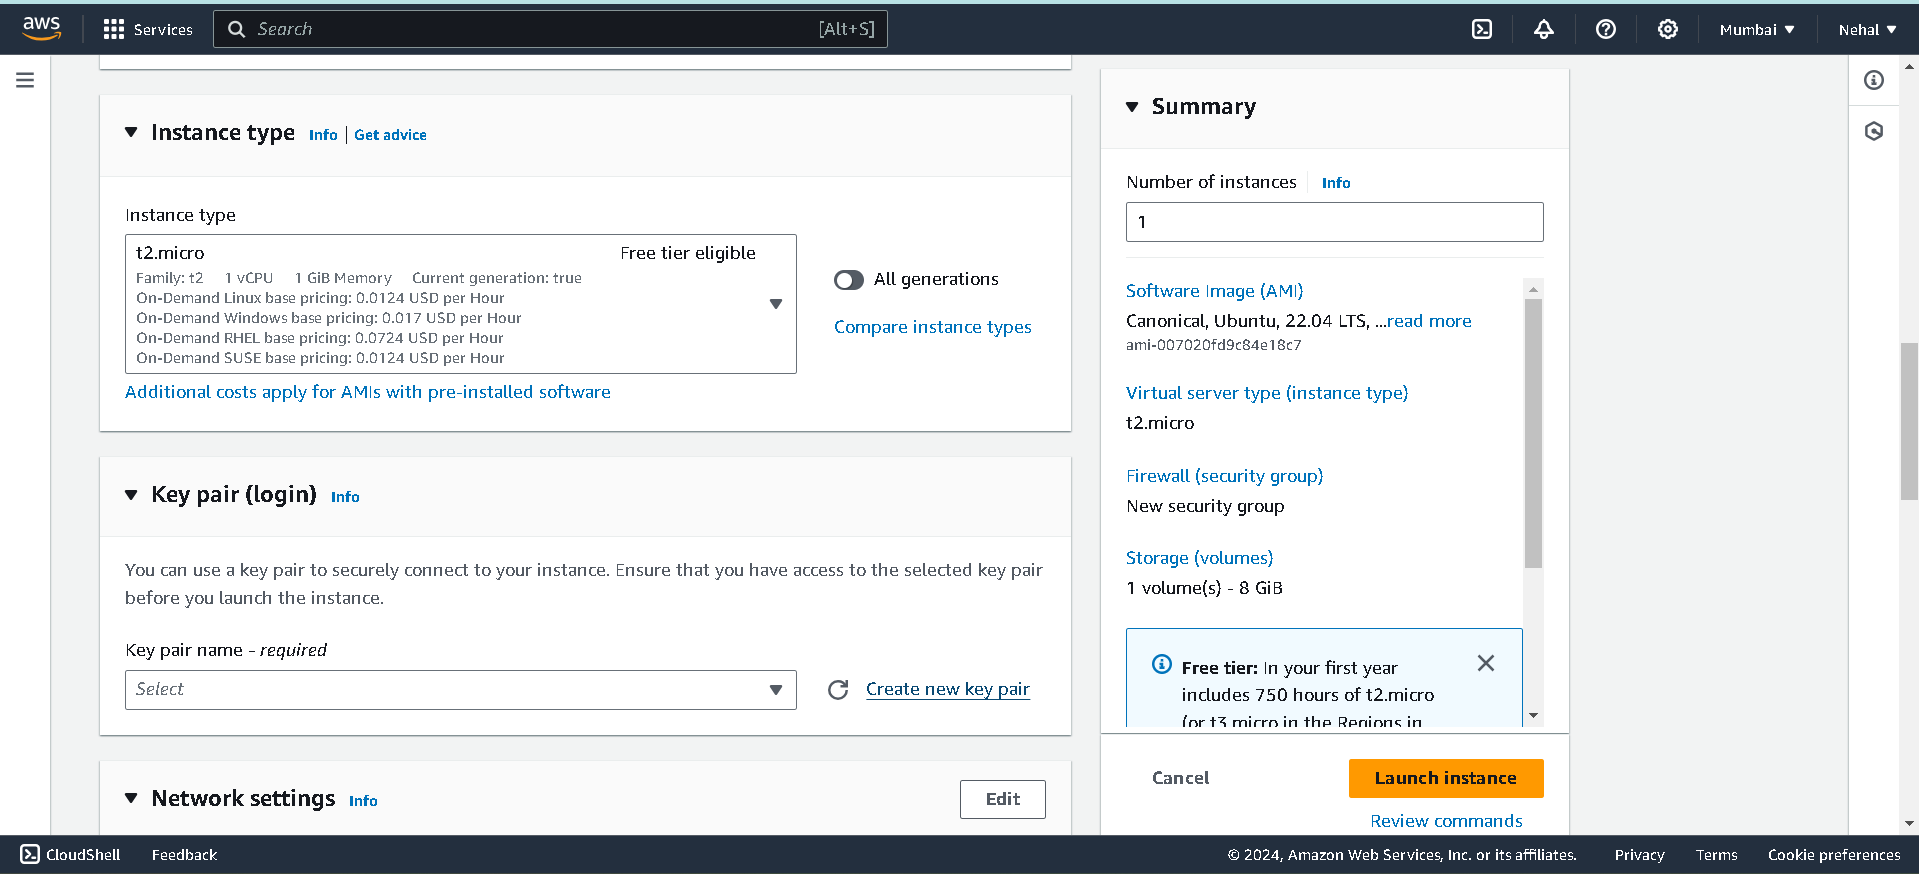 aws
Services
Search [Alt+S]
Mumbai
Nehal
Instance type Info Get advice
Instance type
t2.micro Free tier eligible
Family: t2 1 vCPU 1 GiB Memory Current generation: true
On-Demand Linux base pricing: 0.0124 USD per Hour
On-Demand Windows base pricing: 0.017 USD per Hour
On-Demand RHEL base pricing: 0.0724 USD per Hour
On-Demand SUSE base pricing: 0.0124 USD per Hour
All generations
Compare instance types
Additional costs apply for AMIs with pre-installed software
Key pair (login) Info
You can use a key pair to securely connect to your instance. Ensure that you have access to the selected key pair
before you launch the instance.
Key pair name - required
Select
Create new key pair
Network settings Info
Edit
Summary
Number of instances Info
1
Software Image (AMI)
Canonical, Ubuntu, 22.04 LTS, ...read more
ami-007020fd9c84e18c7
Virtual server type (instance type)
t2.micro
Firewall (security group)
New security group
Storage (volumes)
1 volume(s) - 8 GiB
Free tier: In your first year
includes 750 hours of t2.micro
(or t3.micro in the Regions in
Cancel
Launch instance
Review commands
CloudShell
Feedback
© 2024, Amazon Web Services, Inc. or its affiliates.
Privacy
Terms
Cookie preferences